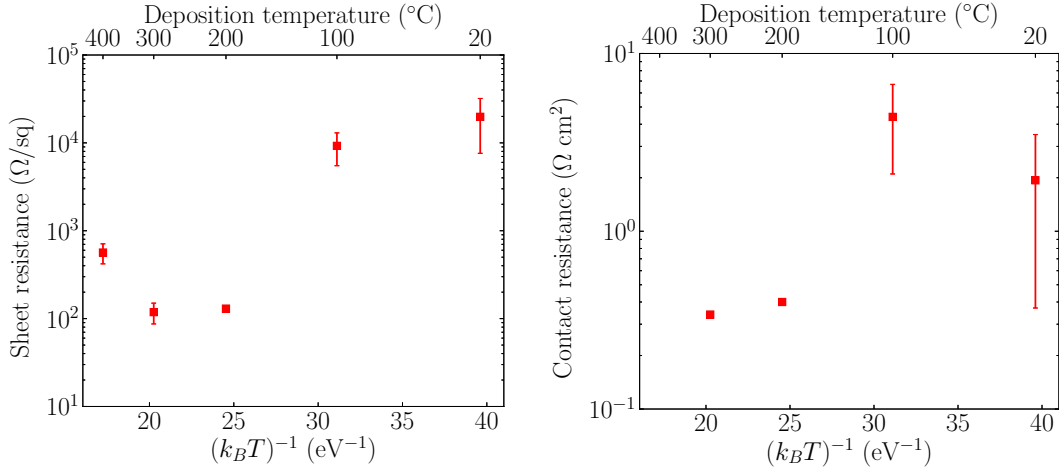 Deposition temperature (°C)
400 300 200 100 20
10^5
10^4
10^3
10^2
10^1
Sheet resistance (Ω/sq)
20 25 30 35 40
(k_BT)^{-1} (eV^{-1})
Deposition temperature (°C)
400 300 200 100 20
10^1
10^0
10^{-1}
Contact resistance (Ω cm^2)
20 25 30 35 40
(k_BT)^{-1} (eV^{-1})